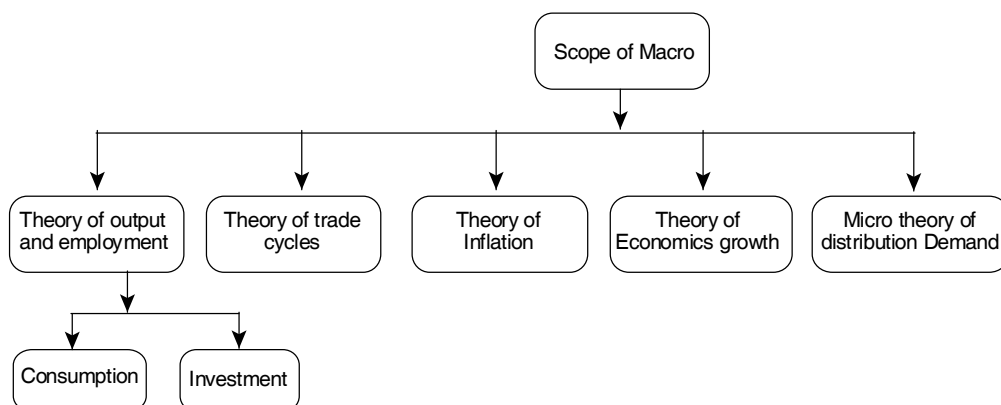 Scope of Macro
Theory of output
and employment
Theory of trade
cycles
Theory of
Inflation
Theory of
Economics growth
Micro theory of
distribution Demand
Consumption
Investment